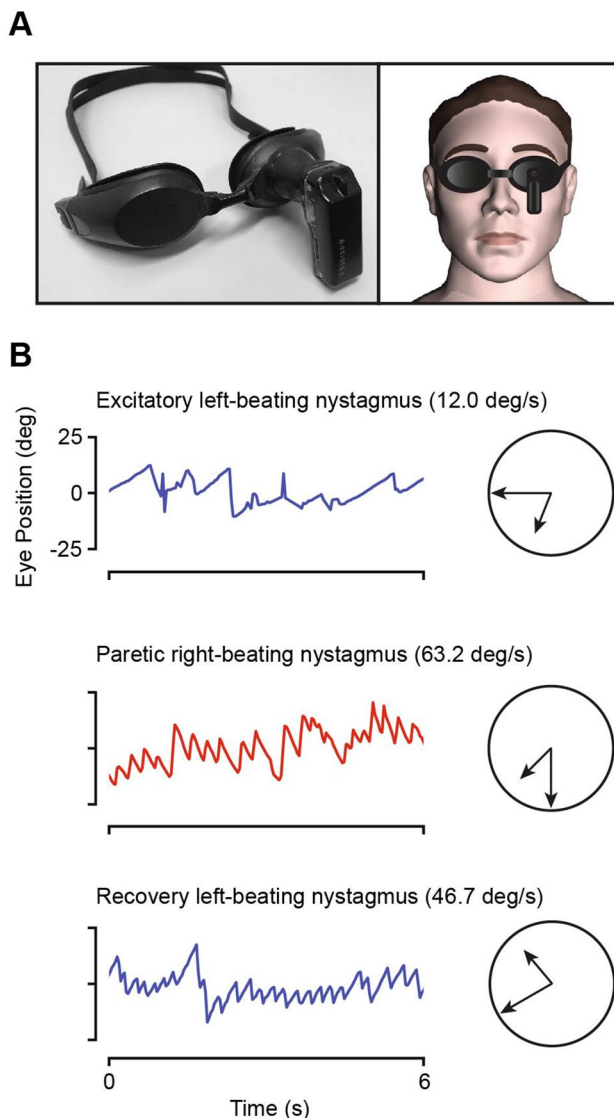 A
B
Excitatory left-beating nystagmus (12.0 deg/s)
Eye Position (deg)
25
0
-25
Paretic right-beating nystagmus (63.2 deg/s)
Recovery left-beating nystagmus (46.7 deg/s)
0
6
Time (s)